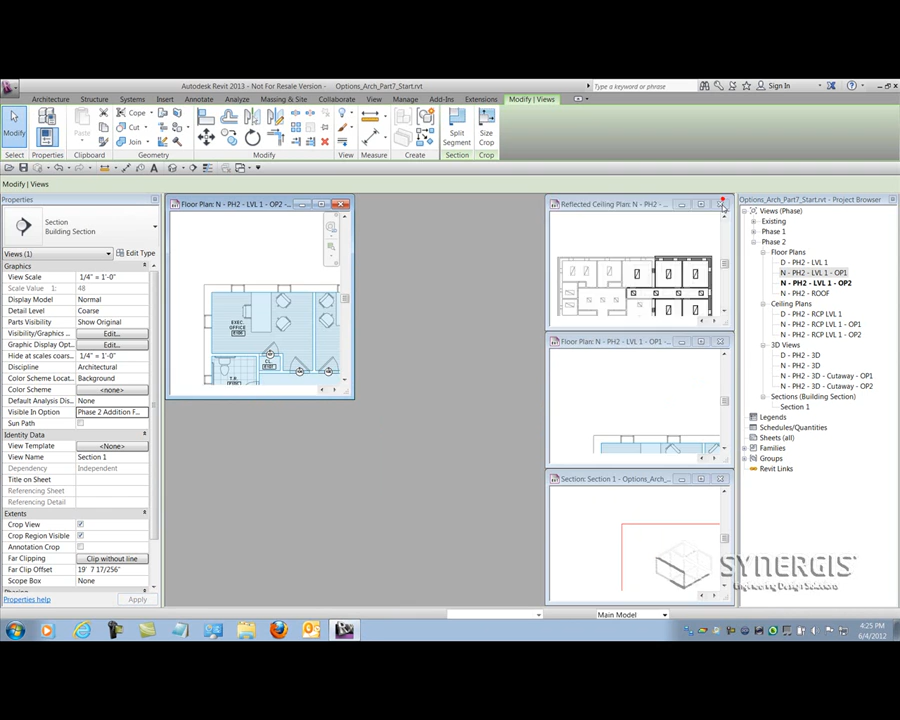 Autodesk Revit 2013 - Not For Resale Version - Options_Arch_Part7_Start.rvt
Type a keyword or phrase
Sign In
Architecture Structure Systems Insert Annotate Analyze Massing & Site Collaborate View Manage Add-Ins Extensions Modify | Views
Modify Paste Cope Cut Join Split Segment Size Crop
Select Properties Clipboard Geometry Modify View Measure Create Section Crop
Modify | Views
Properties
Section
Building Section
Views (1) Edit Type
Graphics
View Scale 1/4" = 1'-0"
Scale Value 1: 48
Display Model Normal
Detail Level Coarse
Parts Visibility Show Original
Visibility/Graphics ... Edit...
Graphic Display Opt... Edit...
Hide at scales coars... 1/4" = 1'-0"
Discipline Architectural
Color Scheme Locat... Background
Color Scheme <none>
Default Analysis Dis... None
Visible In Option Phase 2 Addition F...
Sun Path
Identity Data
View Template <None>
View Name Section 1
Dependency Independent
Title on Sheet
Referencing Sheet
Referencing Detail
Extents
Crop View
Crop Region Visible
Annotation Crop
Far Clipping Clip without line
Far Clip Offset 19' 7 17/256"
Scope Box None
Properties help Apply
Floor Plan: N - PH2 - LVL 1 - OP2 -...
EXEC.
OFFICE
CL.
T.R.
Reflected Ceiling Plan: N - PH2 - ...
Floor Plan: N - PH2 - LVL 1 - OP1 -...
Section: Section 1 - Options_Arch_...
Options_Arch_Part7_Start.rvt - Project Browser
Views (Phase)
Existing
Phase 1
Phase 2
Floor Plans
D - PH2 - LVL 1
N - PH2 - LVL 1 - OP1
N - PH2 - LVL 1 - OP2
N - PH2 - ROOF
Ceiling Plans
D - PH2 - RCP LVL 1
N - PH2 - RCP LVL 1 - OP1
N - PH2 - RCP LVL 1 - OP2
3D Views
D - PH2 - 3D
N - PH2 - 3D
N - PH2 - 3D - Cutaway - OP1
N - PH2 - 3D - Cutaway - OP2
Sections (Building Section)
Section 1
Legends
Schedules/Quantities
Sheets (all)
Families
Groups
Revit Links
SYNERGIS
Engineering Design Solutions
Main Model
4:25 PM
6/4/2012